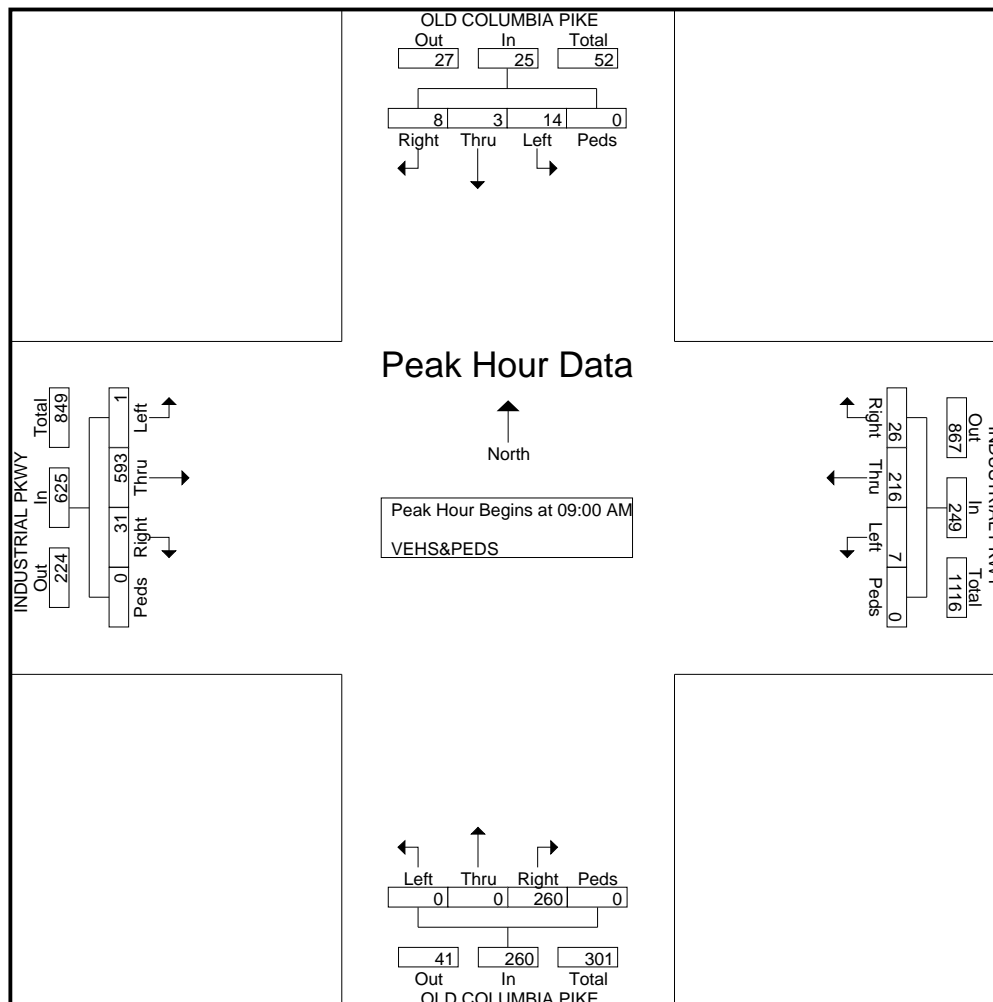 OLD COLUMBIA PIKE
Out In Total
27 25 52
8 3 14 0
Right Thru Left Peds
Peak Hour Data
North
Peak Hour Begins at 09:00 AM
VEHS&PEDS
INDUSTRIAL PKWY
Out In Total
224 625 849
1 593 31 0
Left Thru Right Peds
Out In Total
867 249 1116
26 216 7 0
Right Thru Left Peds
Left Thru Right Peds
0 0 260 0
41 260 301
Out In Total
OLD COLUMBIA PIKE